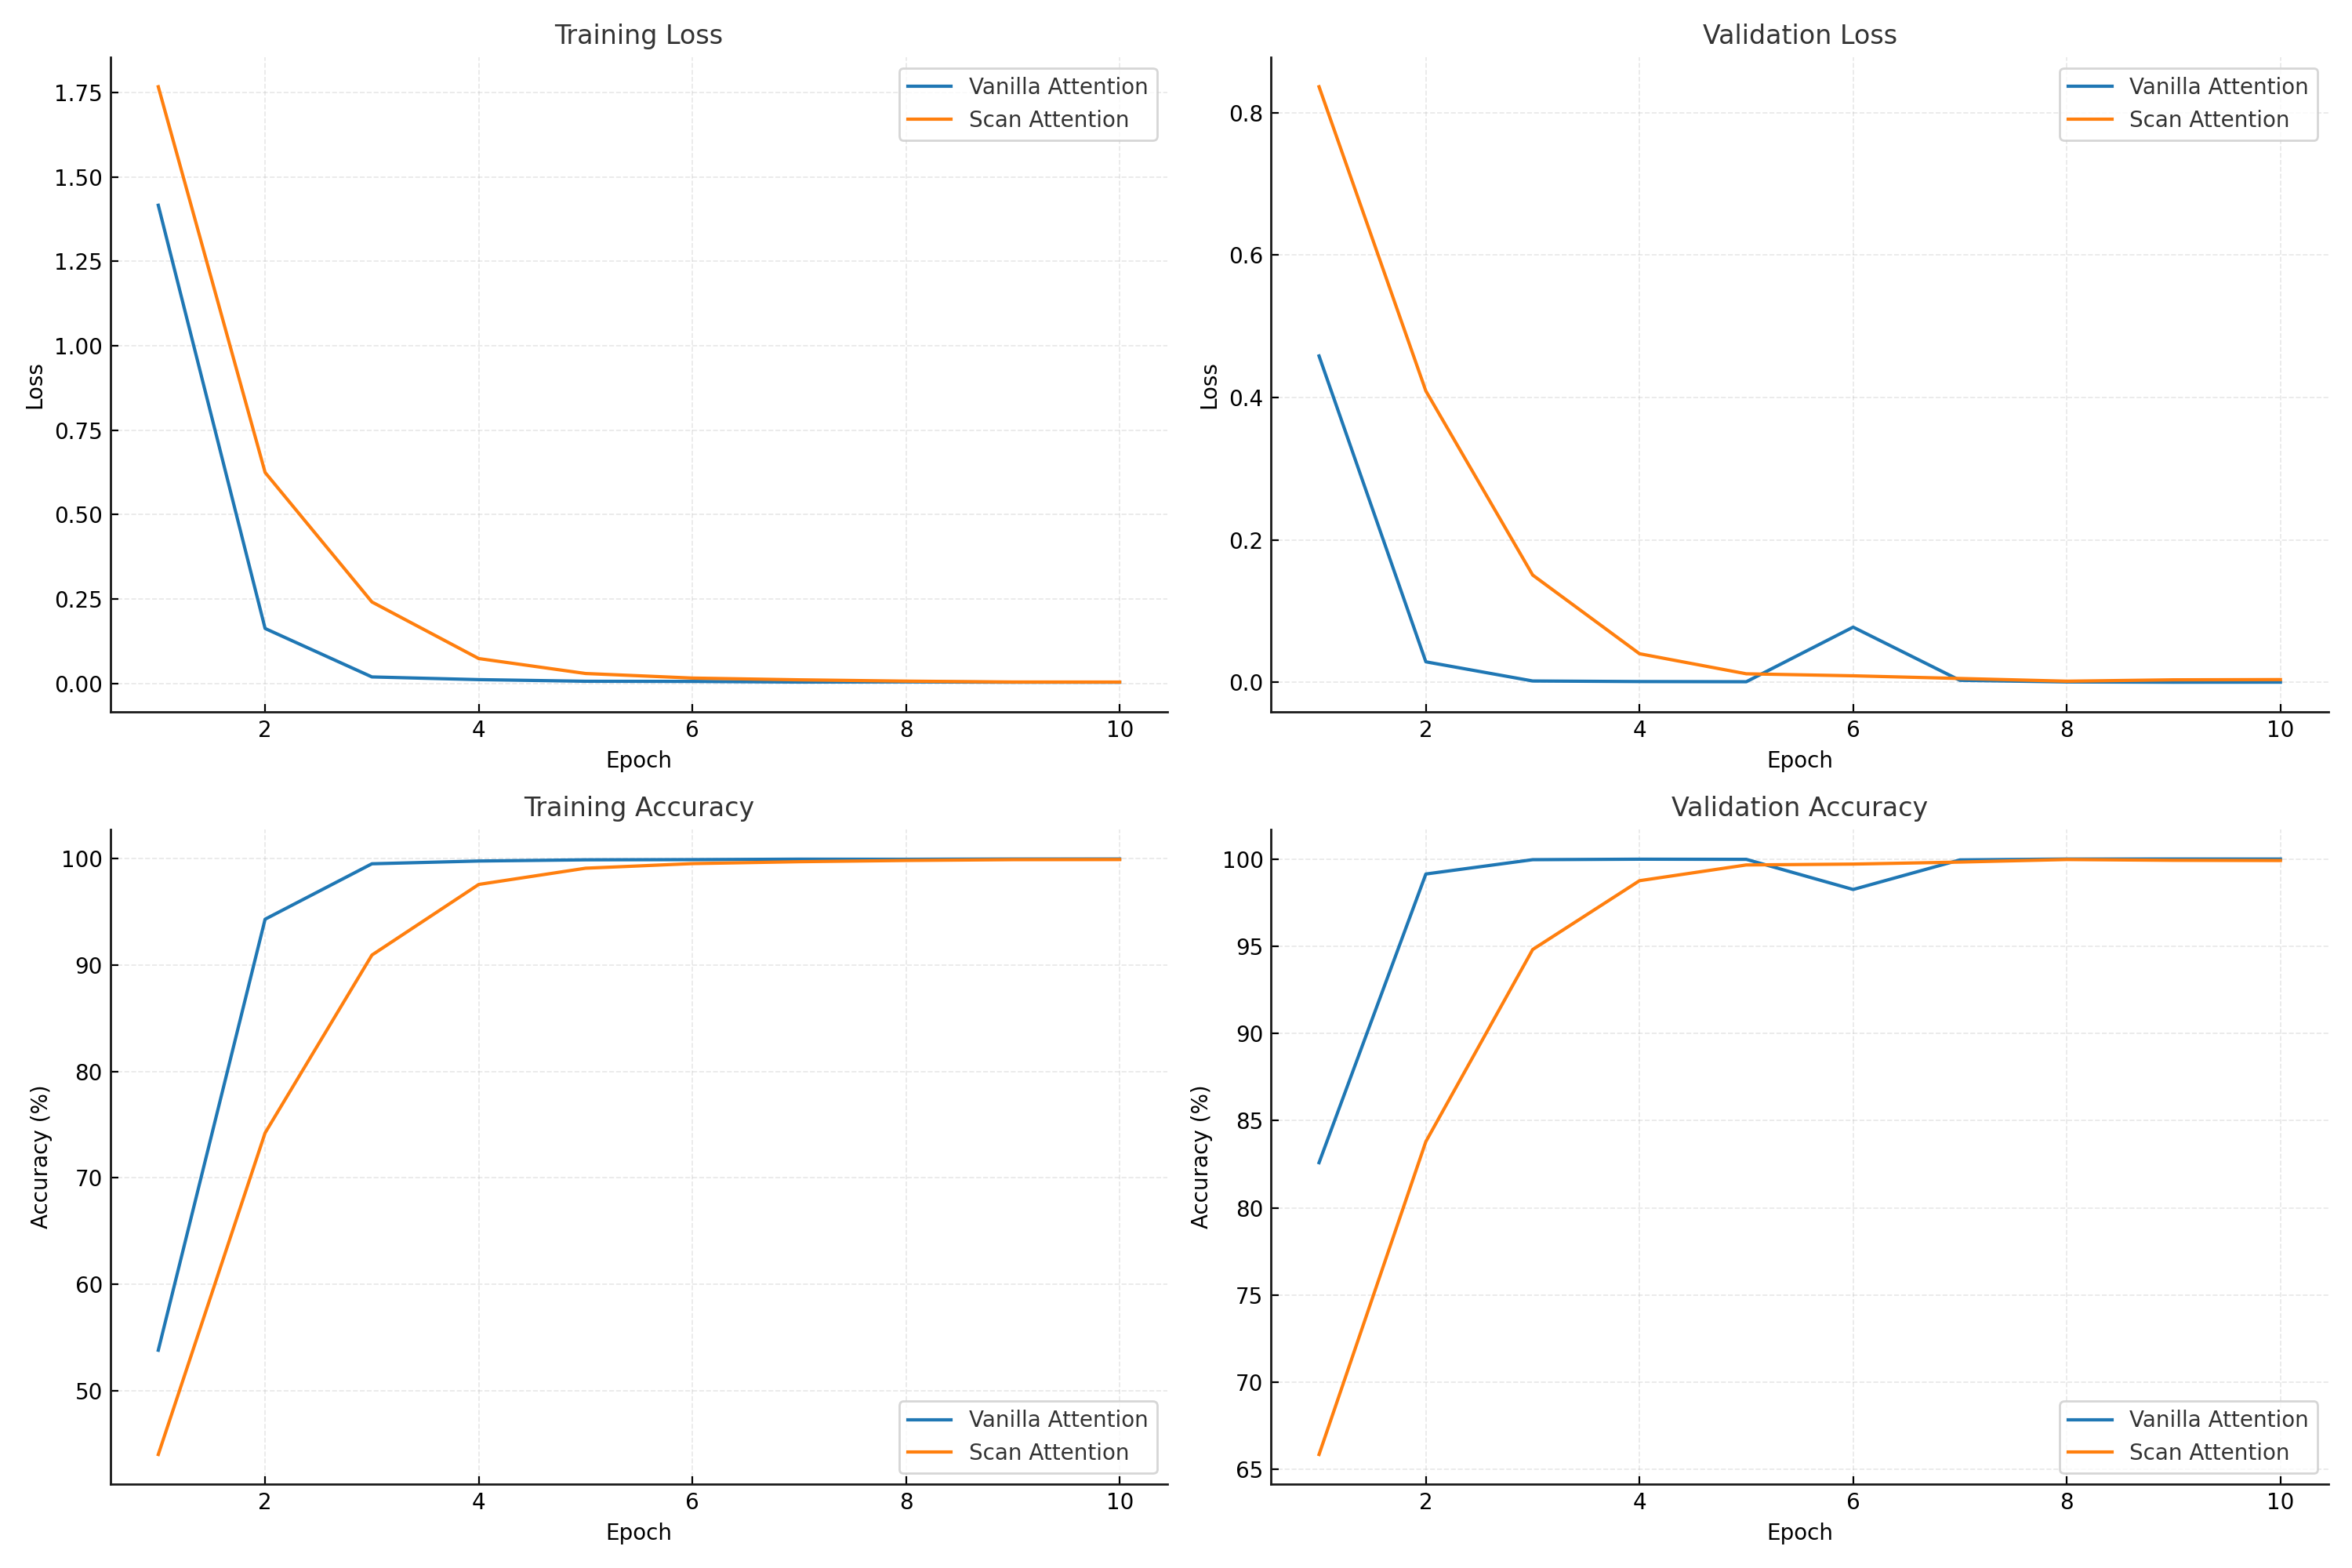 Training Loss
Loss
1.75
1.50
1.25
1.00
0.75
0.50
0.25
0.00
2 4 6 8 10
Epoch
Vanilla Attention
Scan Attention
Validation Loss
Loss
0.8
0.6
0.4
0.2
0.0
2 4 6 8 10
Epoch
Vanilla Attention
Scan Attention
Training Accuracy
Accuracy (%)
100
90
80
70
60
50
2 4 6 8 10
Epoch
Vanilla Attention
Scan Attention
Validation Accuracy
Accuracy (%)
100
95
90
85
80
75
70
65
2 4 6 8 10
Epoch
Vanilla Attention
Scan Attention